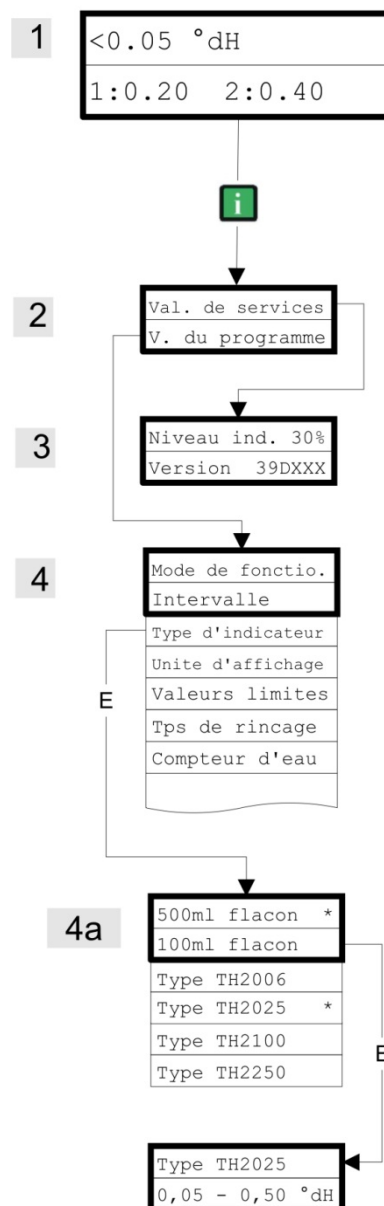 1
<0.05 °dH
1:0.20 2:0.40
i
2
Val. de services
V. du programme
3
Niveau ind. 30%
Version 39DXXX
4
Mode de fonctio.
Intervalle
Type d'indicateur
Unite d'affichage
E
Valeurs limites
Tps de rincage
Compteur d'eau
4a
500ml flacon *
100ml flacon
Type TH2006
Type TH2025 *
Type TH2100
E
Type TH2250
Type TH2025
0,05 - 0,50 °dH